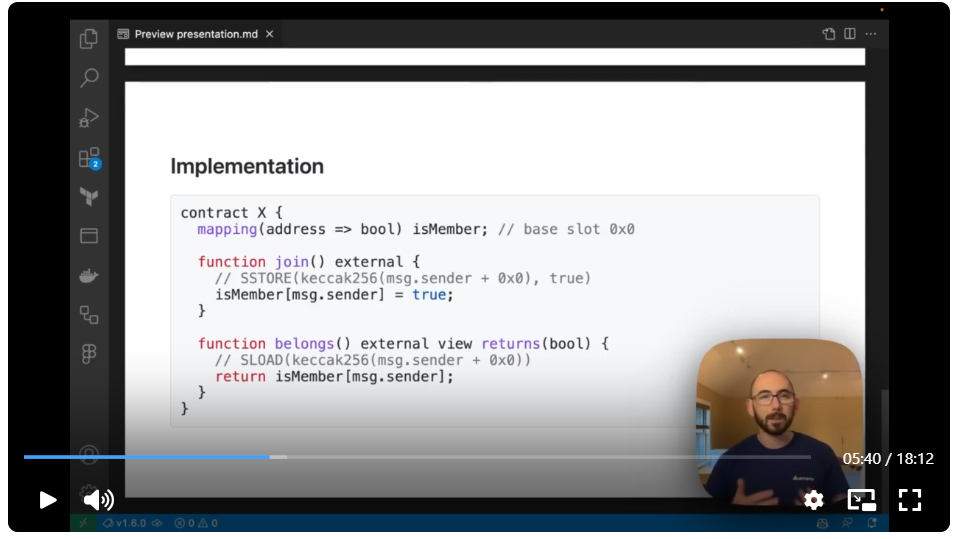 Preview presentation.md
Implementation
contract X {
mapping(address => bool) isMember; // base slot 0x0
function join() external {
// SSTORE(keccak256(msg.sender + 0x0), true)
isMember[msg.sender] = true;
}
function belongs() external view returns(bool) {
// SLOAD(keccak256(msg.sender + 0x0))
return isMember[msg.sender];
}
}
2
05:40 / 18:12
v1.6.0
0 0